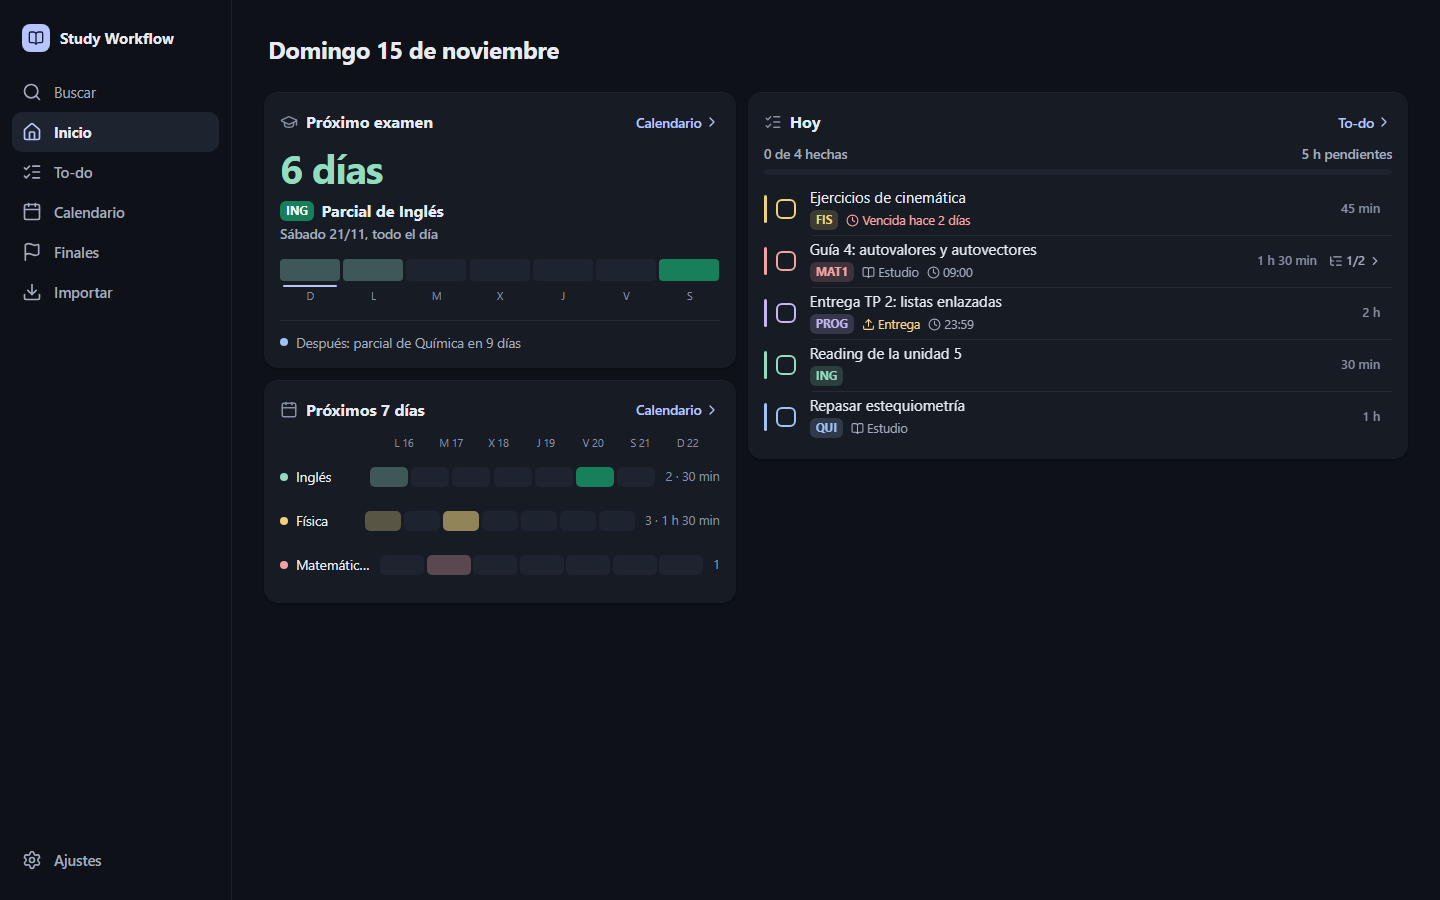 Study Workflow
Buscar
Inicio
To-do
Calendario
Finales
Importar
Ajustes
Domingo 15 de noviembre
Próximo examen
Calendario
6 días
ING Parcial de Inglés
Sábado 21/11, todo el día
D L M X J V S
Después: parcial de Química en 9 días
Próximos 7 días
Calendario
L 16 M 17 X 18 J 19 V 20 S 21 D 22
Inglés 2 · 30 min
Física 3 · 1 h 30 min
Matemátic... 1
Hoy
To-do
0 de 4 hechas 5 h pendientes
Ejercicios de cinemática
FIS Vencida hace 2 días
45 min
Guía 4: autovalores y autovectores
MAT1 Estudio 09:00
1 h 30 min 1/2
Entrega TP 2: listas enlazadas
PROG Entrega 23:59
2 h
Reading de la unidad 5
ING
30 min
Repasar estequiometría
QUI Estudio
1 h